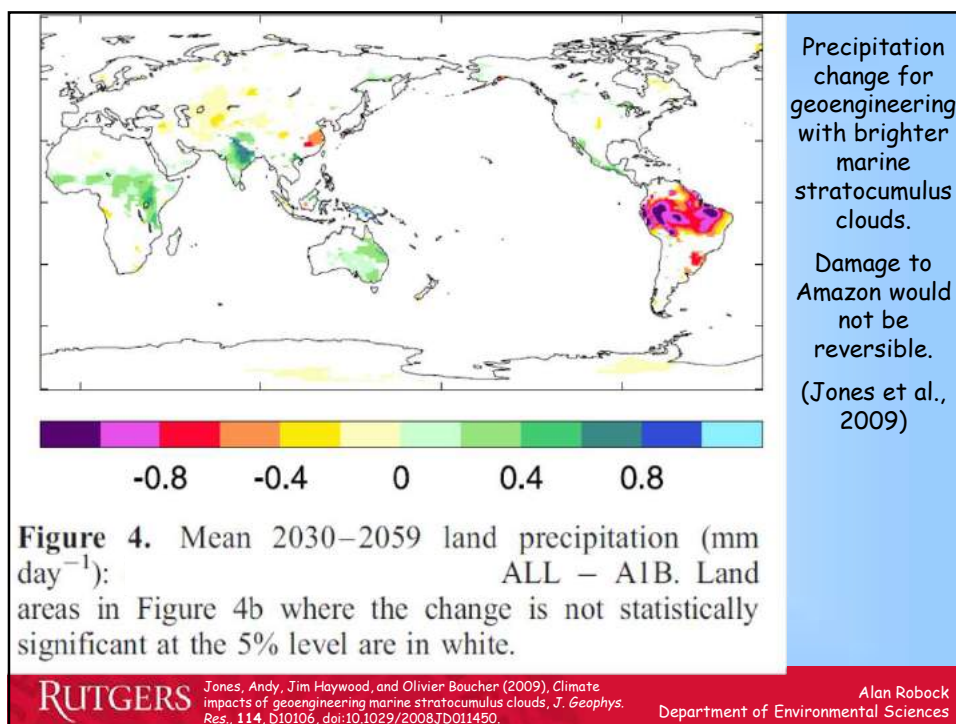 Precipitation
change for
geoengineering
with brighter
marine
stratocumulus
clouds.
Damage to
Amazon would
not be
reversible.
(Jones et al.,
2009)
-0.8 -0.4 0 0.4 0.8
Figure 4. Mean 2030–2059 land precipitation (mm
day⁻¹): ALL – A1B. Land
areas in Figure 4b where the change is not statistically
significant at the 5% level are in white.
RUTGERS
Jones, Andy, Jim Haywood, and Olivier Boucher (2009), Climate
impacts of geoengineering marine stratocumulus clouds, J. Geophys.
Res., 114, D10106, doi:10.1029/2008JD011450.
Alan Robock
Department of Environmental Sciences